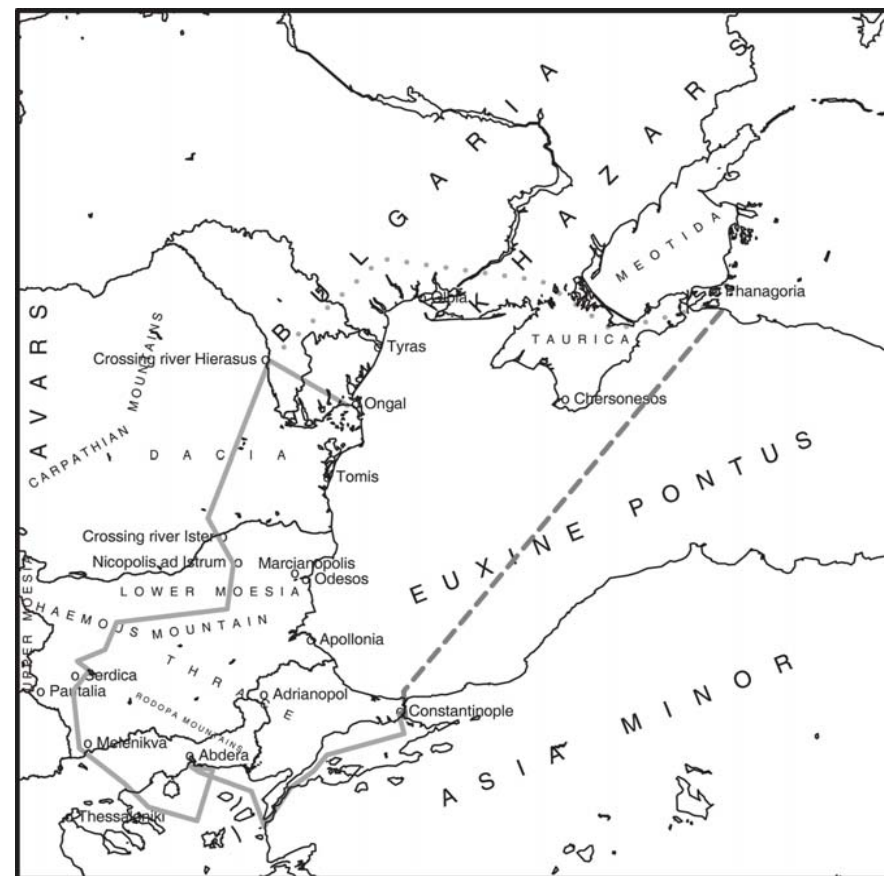 BULGARIA
KHAZARS
MEOTIDA
Phanagoria
Olbia
TAURICA
Tyras
Crossing river Hierasus
AVARS
CARPATHIAN MOUNTAINS
Ongal
Chersonesos
DACIA
Tomis
EUXINE PONTUS
Crossing river Ister
Nicopolis ad Istrum
Marcianopolis
Odesos
LOWER MOESIA
UPPER MOESIA
HAEMOUS MOUNTAIN
Apollonia
THRACE
Serdica
Pautalia
Adrianopol
RODOPA MOUNTAINS
Constantinople
ASIA MINOR
Melenikva
Abdera
Thessaloniki